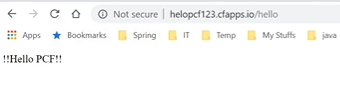 Not secure | helopcf123.cfapps.io/hello
Apps Bookmarks Spring IT Temp My Stuffs java
!!Hello PCF!!